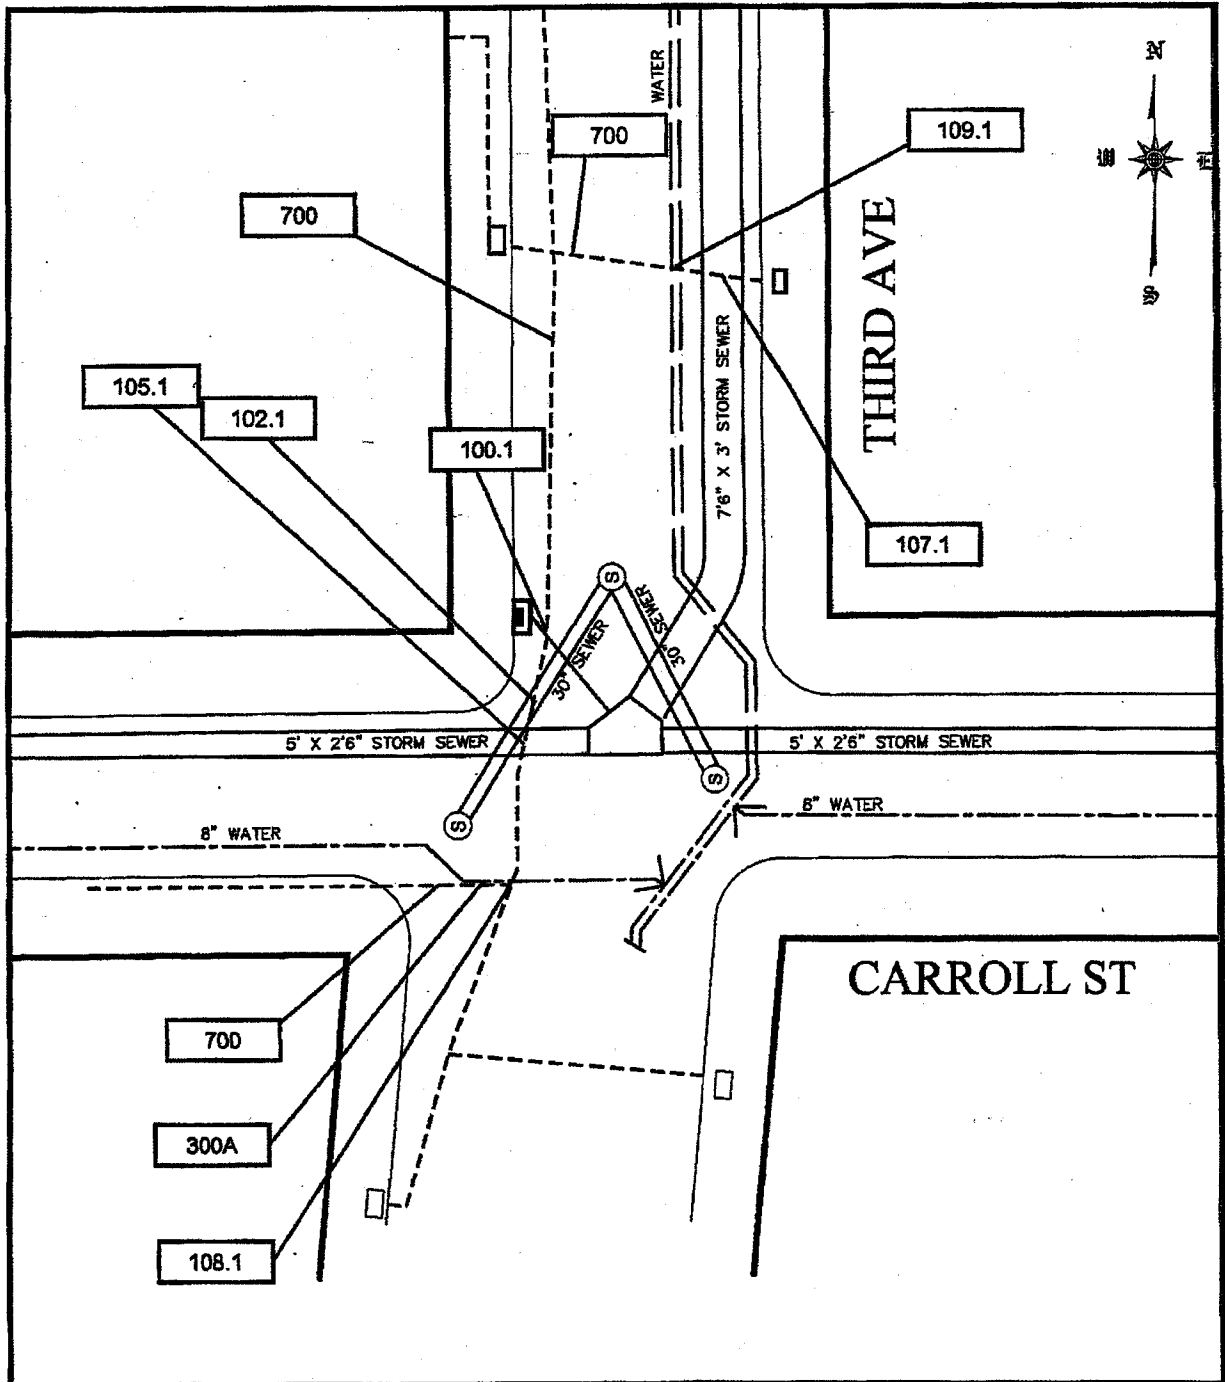 N
W
E
S
WATER
700
109.1
700
THIRD AVE
7'6" X 3' STORM SEWER
105.1
102.1
100.1
107.1
S
30" SEWER
30" SEWER
5' X 2'6" STORM SEWER
5' X 2'6" STORM SEWER
S
S
8" WATER
8" WATER
CARROLL ST
700
300A
108.1